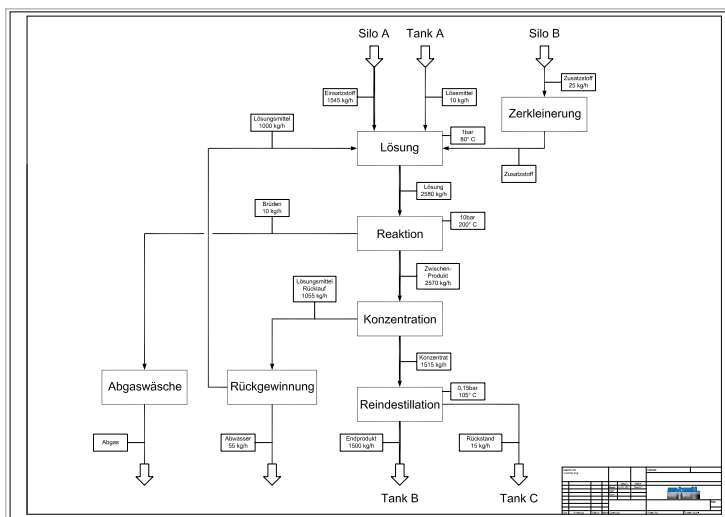 Silo A
Tank A
Silo B
Einsatzstoff
1545 kg/h
Lösemittel
10 kg/h
Zusatzstoff
25 kg/h
Zerkleinerung
Lösungsmittel
1000 kg/h
1bar
80° C
Lösung
Zusatzstoff
Lösung
2580 kg/h
Brüden
10 kg/h
10bar
200° C
Reaktion
Zwischen-
Produkt
2570 kg/h
Lösungsmittel
Rücklauf
1055 kg/h
Konzentration
Konzentrat
1515 kg/h
Abgaswäsche
Rückgewinnung
0,15bar
105° C
Reindestillation
Abgas
Abwasser
55 kg/h
Endprodukt
1500 kg/h
Rückstand
15 kg/h
Tank B
Tank C